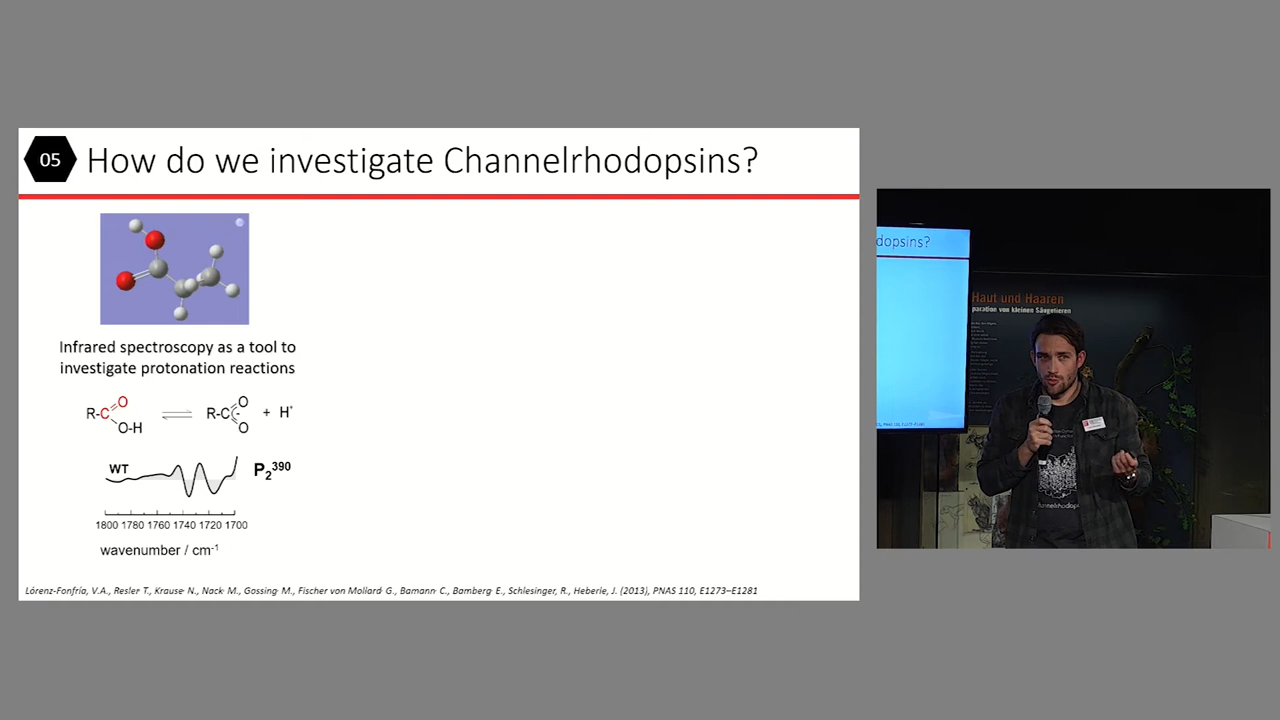 05
How do we investigate Channelrhodopsins?
Infrared spectroscopy as a tool to
investigate protonation reactions
R-C
O
O-H
R-C
O
O
-
+ H⁺
WT
P₂³⁹⁰
1800 1780 1760 1740 1720 1700
wavenumber / cm⁻¹
Lórenz-Fonfría, V.A., Resler T., Krause N., Nack M., Gossing M., Fischer von Mollard G., Bamann C., Bamberg E., Schlesinger, R., Heberle, J. (2013), PNAS 110, E1273–E1281
dopsins?
Haut und Haaren
paration von kleinen Säugetieren